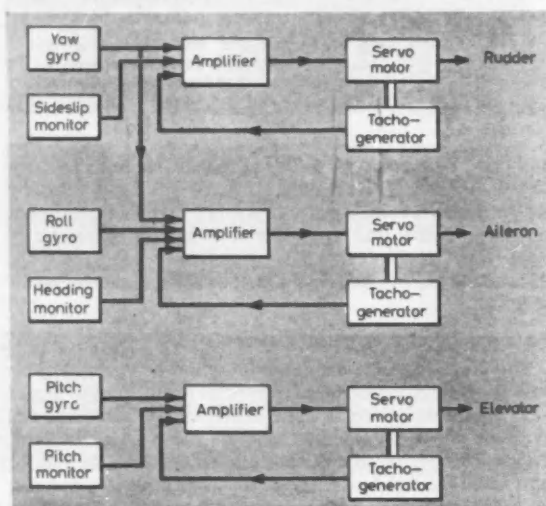 Yaw
gyro
Amplifier
Servo
motor
Rudder
Sideslip
monitor
Tacho-
generator
Roll
gyro
Amplifier
Servo
motor
Aileron
Heading
monitor
Tacho-
generator
Pitch
gyro
Amplifier
Servo
motor
Elevator
Pitch
monitor
Tacho-
generator